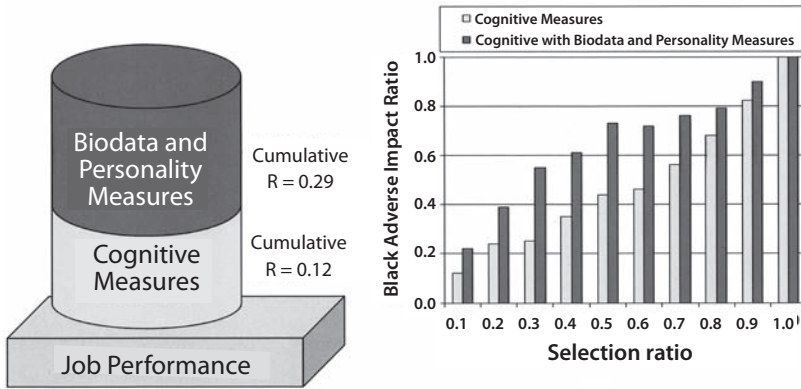 Biodata and
Personality
Measures
Cumulative
R = 0.29
Cognitive
Measures
Cumulative
R = 0.12
Job Performance
Cognitive Measures
Cognitive with Biodata and Personality Measures
Black Adverse Impact Ratio
1.0
0.8
0.6
0.4
0.2
0.0
0.1 0.2 0.3 0.4 0.5 0.6 0.7 0.8 0.9 1.0
Selection ratio